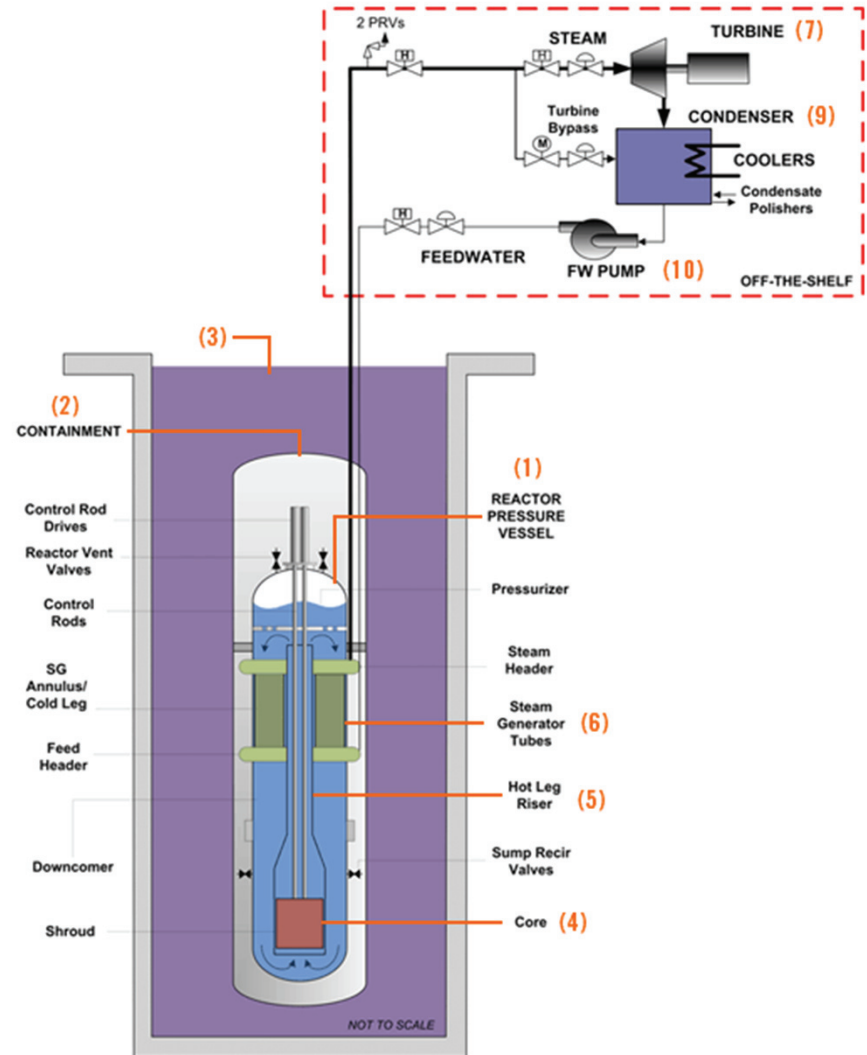 2 PRVs
H
STEAM
H
TURBINE (7)
Turbine
Bypass
M
CONDENSER (9)
COOLERS
Condensate
Polishers
H
FEEDWATER
FW PUMP (10)
OFF-THE-SHELF
(3)
(2)
CONTAINMENT
(1)
REACTOR
PRESSURE
VESSEL
Control Rod
Drives
Reactor Vent
Valves
Control
Rods
Pressurizer
SG
Annulus/
Cold Leg
Steam
Header
Steam
Generator (6)
Tubes
Feed
Header
Hot Leg
Riser (5)
Downcomer
Sump Recir
Valves
Shroud
Core (4)
NOT TO SCALE